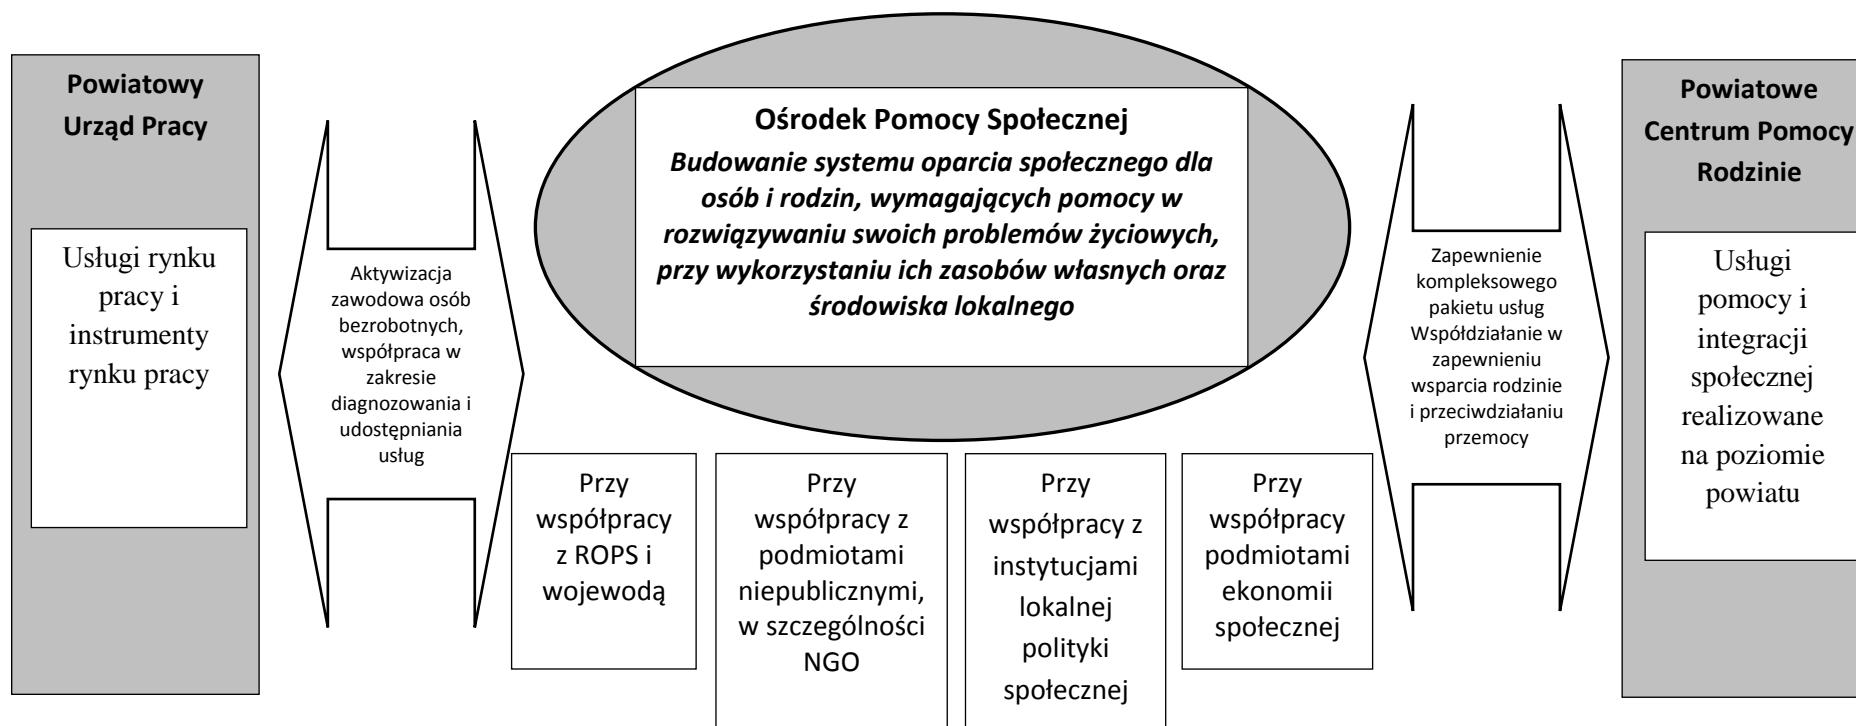 Powiatowy
Urząd Pracy
Usługi rynku
pracy i
instrumenty
rynku pracy
Aktywizacja
zawodowa osób
bezrobotnych,
współpraca w
zakresie
diagnozowania i
udostępniania
usług
Ośrodek Pomocy Społecznej
Budowanie systemu oparcia społecznego dla
osób i rodzin, wymagających pomocy w
rozwiązywaniu swoich problemów życiowych,
przy wykorzystaniu ich zasobów własnych oraz
środowiska lokalnego
Przy
współpracy
z ROPS i
wojewodą
Przy
współpracy z
podmiotami
niepublicznymi,
w szczególności
NGO
Przy
współpracy z
instytucjami
lokalnej
polityki
społecznej
Przy
współpracy
podmiotami
ekonomii
społecznej
Zapewnienie
kompleksowego
pakietu usług
Współdziałanie w
zapewnieniu
wsparcia rodzinie
i przeciwdziałaniu
przemocy
Powiatowe
Centrum Pomocy
Rodzinie
Usługi
pomocy i
integracji
społecznej
realizowane
na poziomie
powiatu